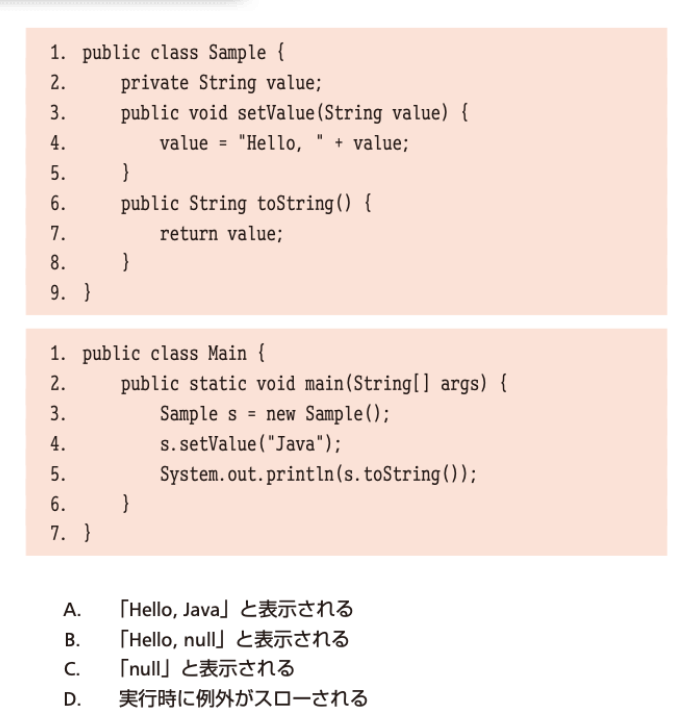 1. public class Sample {
2.     private String value;
3.     public void setValue(String value) {
4.         value = "Hello, " + value;
5.     }
6.     public String toString() {
7.         return value;
8.     }
9. }
1. public class Main {
2.     public static void main(String[] args) {
3.         Sample s = new Sample();
4.         s.setValue("Java");
5.         System.out.println(s.toString());
6.     }
7. }
A. 「Hello, Java」と表示される
B. 「Hello, null」と表示される
C. 「null」と表示される
D. 実行時に例外がスローされる